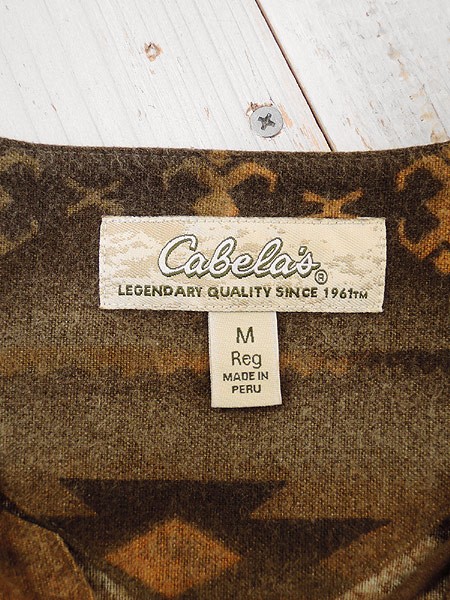 Cabela's®
LEGENDARY QUALITY SINCE 1961™
M
Reg
MADE IN
PERU